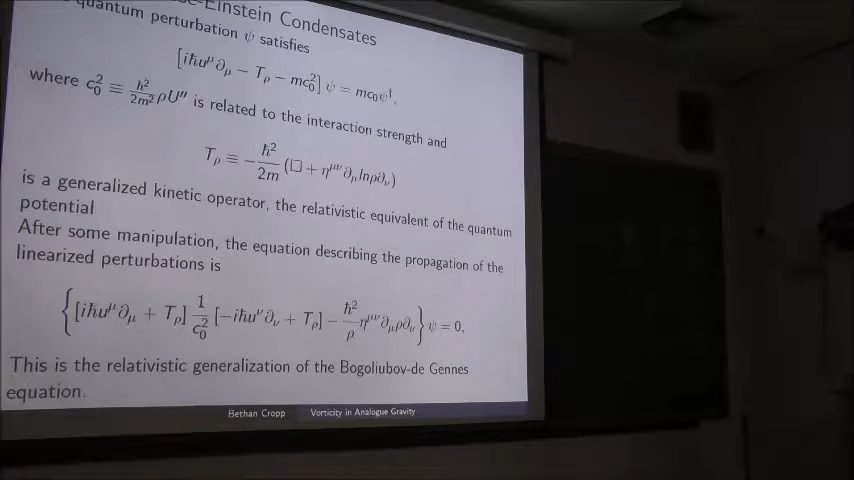 -Einstein Condensates
quantum perturbation ψ satisfies
[iħu^μ∂_μ − T_ρ − mc_0^2] ψ = mc_0ψ^†,
where c_0^2 ≡ ħ^2/2m^2 ρU″ is related to the interaction strength and
T_ρ ≡ − ħ^2/2m (□ + η^{μν}∂_μ lnρ∂_ν)
is a generalized kinetic operator, the relativistic equivalent of the quantum
potential
After some manipulation, the equation describing the propagation of the
linearized perturbations is
{[iħu^μ∂_μ + T_ρ] 1/c_0^2 [−iħu^ν∂_ν + T_ρ] − ħ^2/ρ η^{μν}∂_μρ∂_ν} ψ = 0,
This is the relativistic generalization of the Bogoliubov-de Gennes
equation.
Bethan Cropp Vorticity in Analogue Gravity